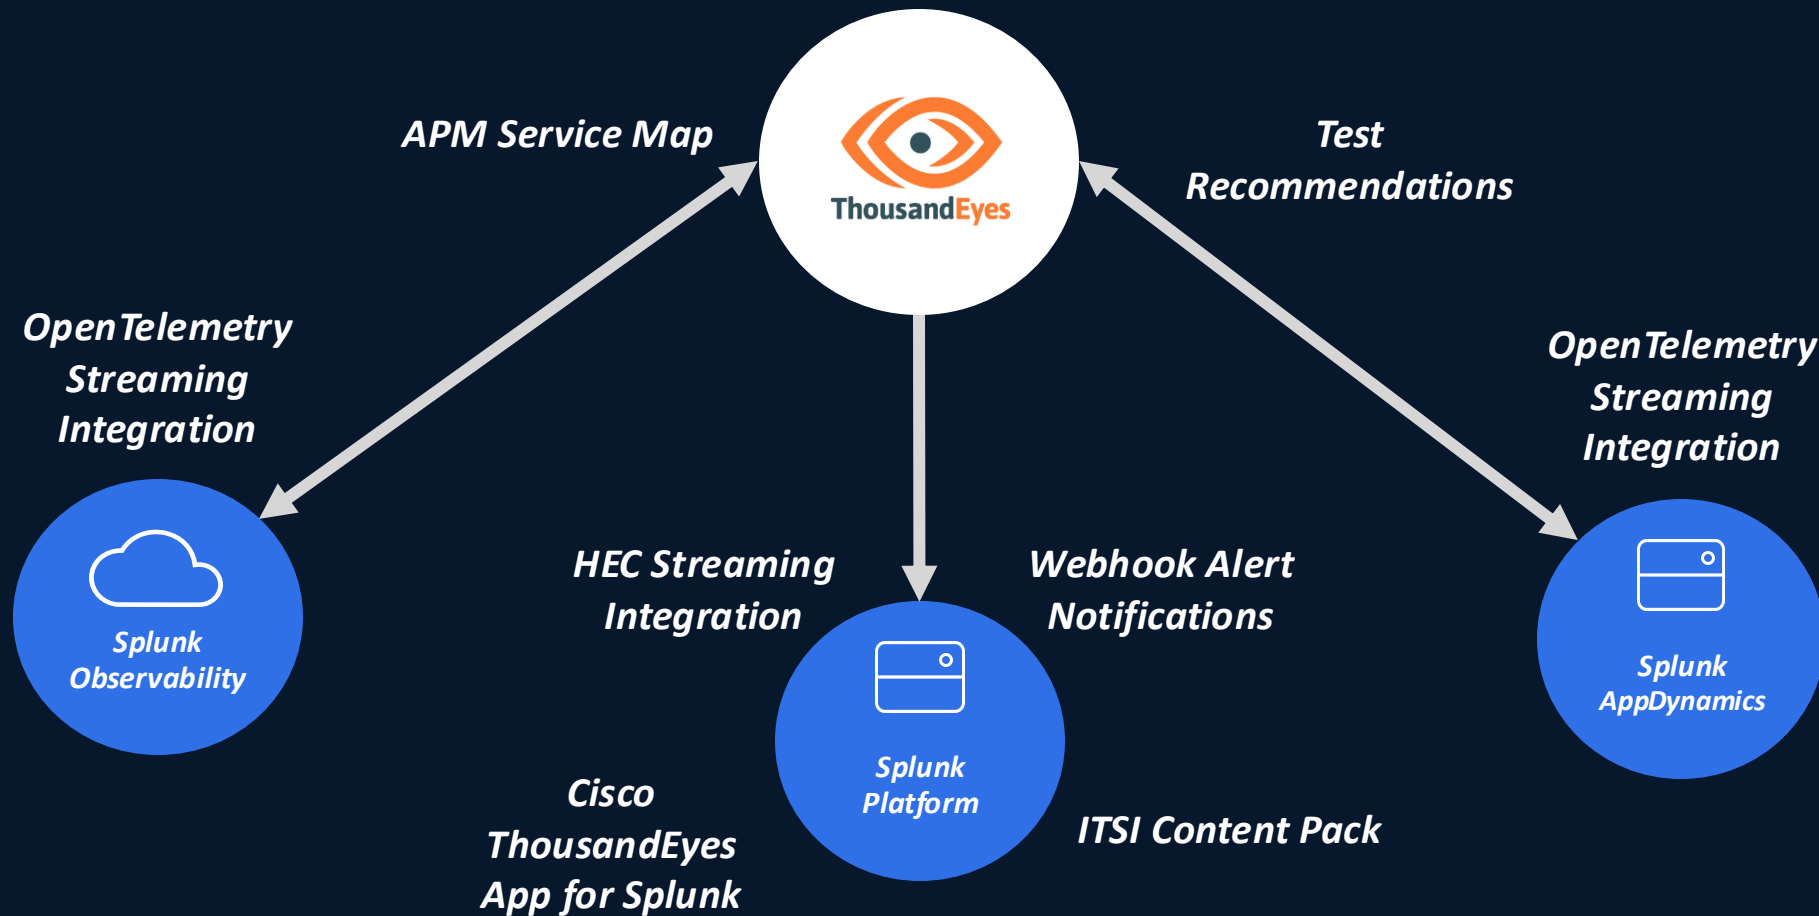 APM Service Map
ThousandEyes
Test
Recommendations
OpenTelemetry
Streaming
Integration
OpenTelemetry
Streaming
Integration
Splunk
Observability
HEC Streaming
Integration
Webhook Alert
Notifications
Splunk
AppDynamics
Splunk
Platform
Cisco
ThousandEyes
App for Splunk
ITSI Content Pack